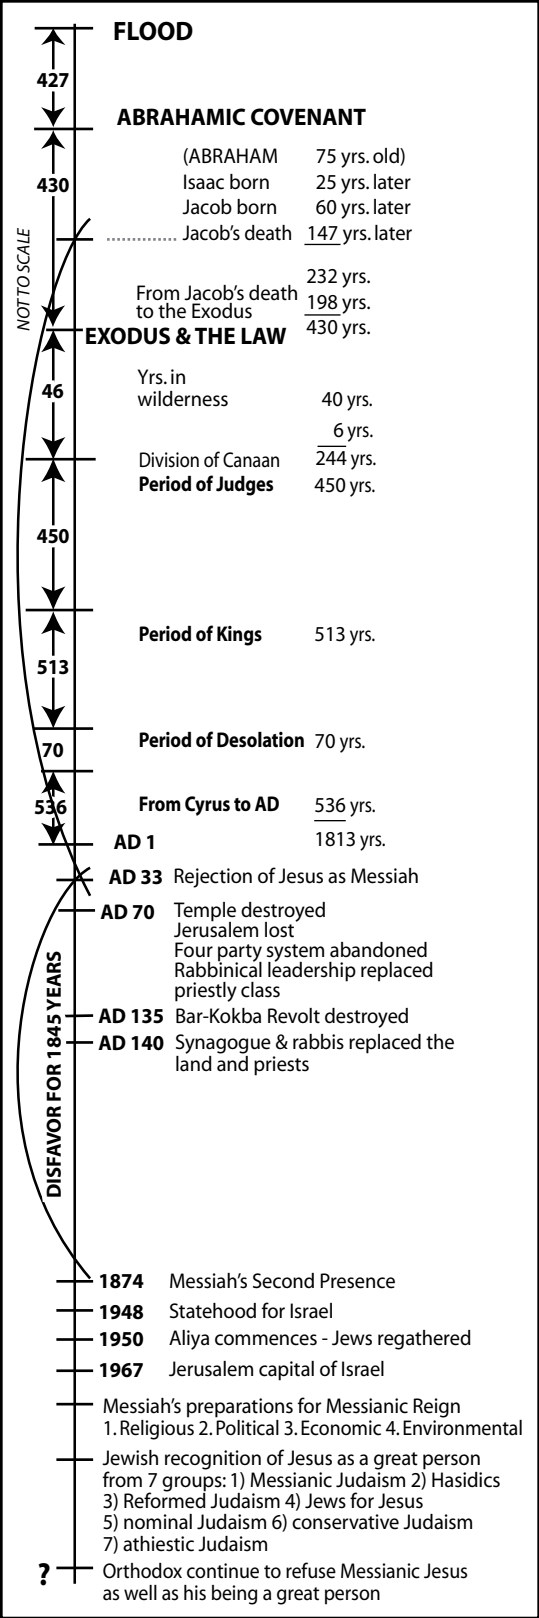 FLOOD
427
ABRAHAMIC COVENANT
(ABRAHAM 75 yrs. old)
430
Isaac born 25 yrs. later
Jacob born 60 yrs. later
Jacob's death 147 yrs. later
NOT TO SCALE
232 yrs.
From Jacob's death 198 yrs.
to the Exodus
430 yrs.
EXODUS & THE LAW
Yrs. in
46
wilderness 40 yrs.
6 yrs.
Division of Canaan 244 yrs.
Period of Judges 450 yrs.
450
Period of Kings 513 yrs.
513
Period of Desolation 70 yrs.
70
536
From Cyrus to AD 536 yrs.
1813 yrs.
AD 1
AD 33 Rejection of Jesus as Messiah
AD 70 Temple destroyed
Jerusalem lost
Four party system abandoned
Rabbinical leadership replaced
priestly class
DISFAVOR FOR 1845 YEARS
AD 135 Bar-Kokba Revolt destroyed
AD 140 Synagogue & rabbis replaced the
land and priests
1874 Messiah's Second Presence
1948 Statehood for Israel
1950 Aliya commences - Jews regathered
1967 Jerusalem capital of Israel
Messiah's preparations for Messianic Reign
1. Religious 2. Political 3. Economic 4. Environmental
Jewish recognition of Jesus as a great person
from 7 groups: 1) Messianic Judaism 2) Hasidics
3) Reformed Judaism 4) Jews for Jesus
5) nominal Judaism 6) conservative Judaism
7) athiestic Judaism
? Orthodox continue to refuse Messianic Jesus
as well as his being a great person